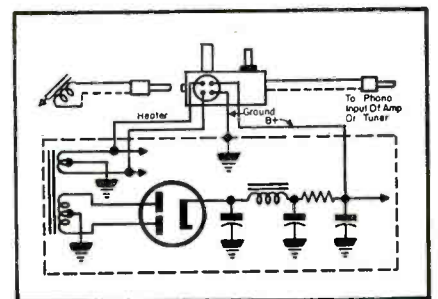 To Phono
Input Of Amp
Or Tuner
Heater
Ground
B+